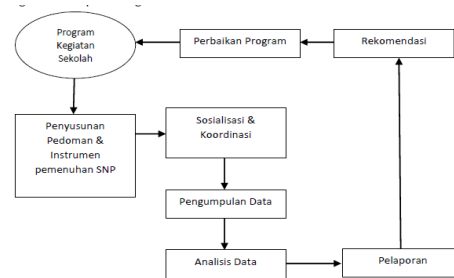 Program
Kegiatan
Sekolah
Perbaikan Program
Rekomendasi
Penyusunan
Pedoman &
Instrumen
pemenuhan SNP
Sosialisasi &
Koordinasi
Pengumpulan Data
Analisis Data
Pelaporan